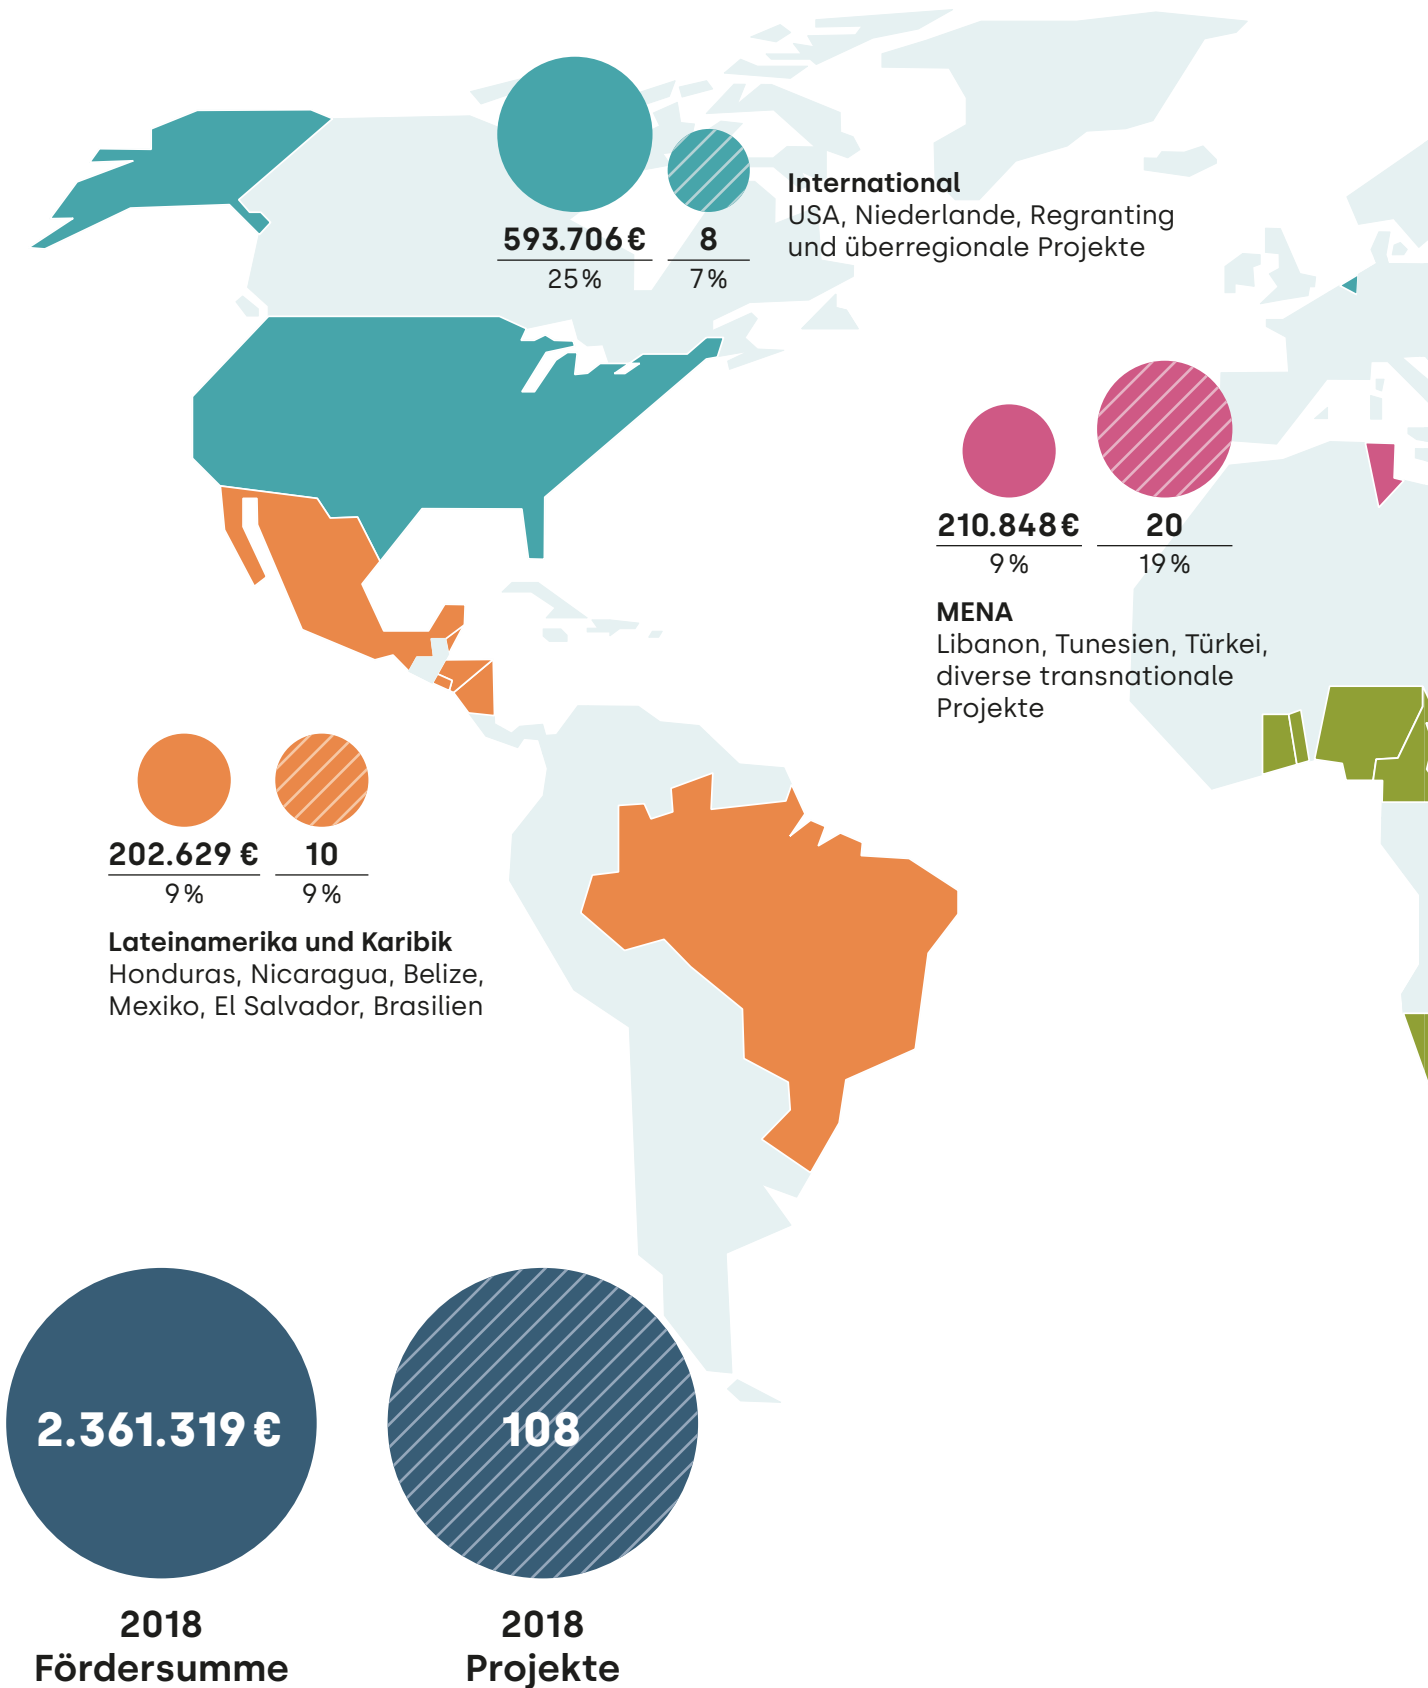 593.706 € 8
25 % 7 %
International
USA, Niederlande, Regranting
und überregionale Projekte
210.848 € 20
9 % 19 %
MENA
Libanon, Tunesien, Türkei,
diverse transnationale
Projekte
202.629 € 10
9 % 9 %
Lateinamerika und Karibik
Honduras, Nicaragua, Belize,
Mexiko, El Salvador, Brasilien
2.361.319 € 108
2018 2018
Fördersumme Projekte